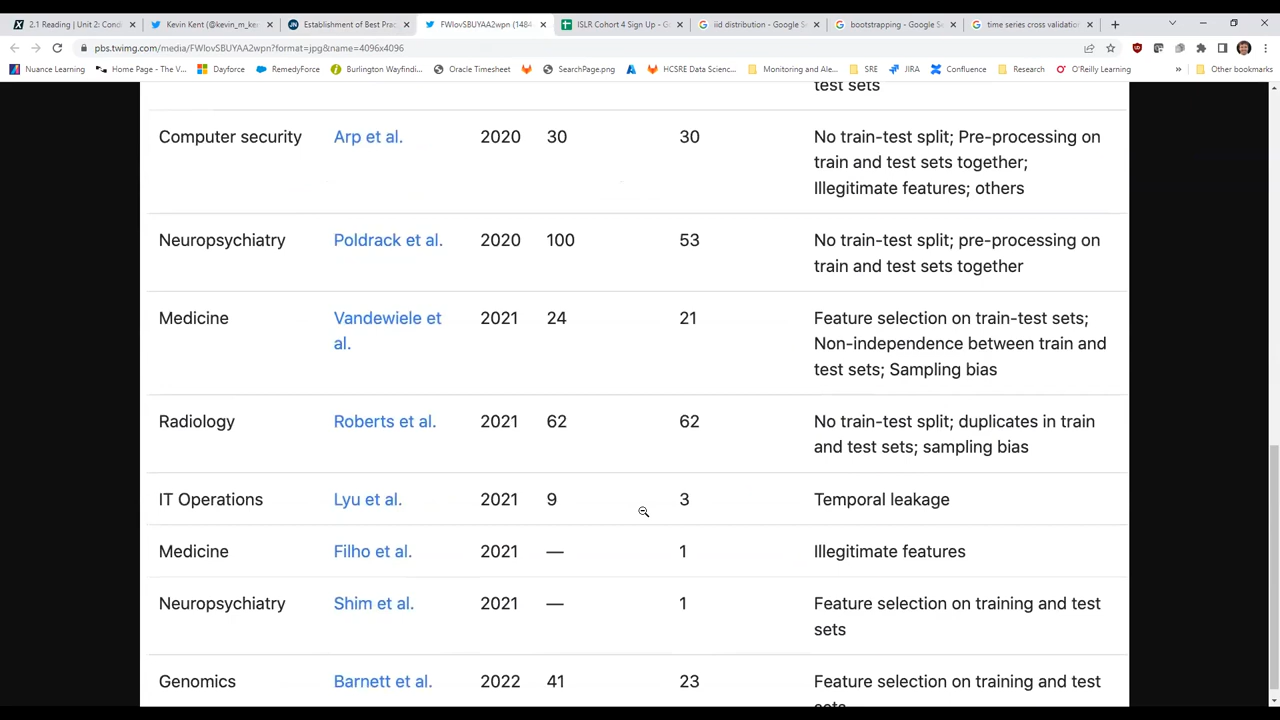 2.1 Reading | Unit 2: Condi
Kevin Kent (@kevin_m_ke
Establishment of Best Prac
FWIovSBUYAA2wpn (1484
ISLR Cohort 4 Sign Up - G
iid distribution - Google S
bootstrapping - Google Se
time series cross validation
pbs.twimg.com/media/FWIovSBUYAA2wpn?format=jpg&name=4096x4096
Nuance Learning
Home Page - The V...
Dayforce
RemedyForce
Burlington Wayfindi...
Oracle Timesheet
SearchPage.png
HCSRE Data Scienc...
Monitoring and Ale...
SRE
JIRA
Confluence
Research
O'Reilly Learning
Other bookmarks
test sets
Computer security Arp et al. 2020 30 30 No train-test split; Pre-processing on
train and test sets together;
Illegitimate features; others
Neuropsychiatry Poldrack et al. 2020 100 53 No train-test split; pre-processing on
train and test sets together
Medicine Vandewiele et 2021 24 21 Feature selection on train-test sets;
al. Non-independence between train and
test sets; Sampling bias
Radiology Roberts et al. 2021 62 62 No train-test split; duplicates in train
and test sets; sampling bias
IT Operations Lyu et al. 2021 9 3 Temporal leakage
Medicine Filho et al. 2021 — 1 Illegitimate features
Neuropsychiatry Shim et al. 2021 — 1 Feature selection on training and test
sets
Genomics Barnett et al. 2022 41 23 Feature selection on training and test